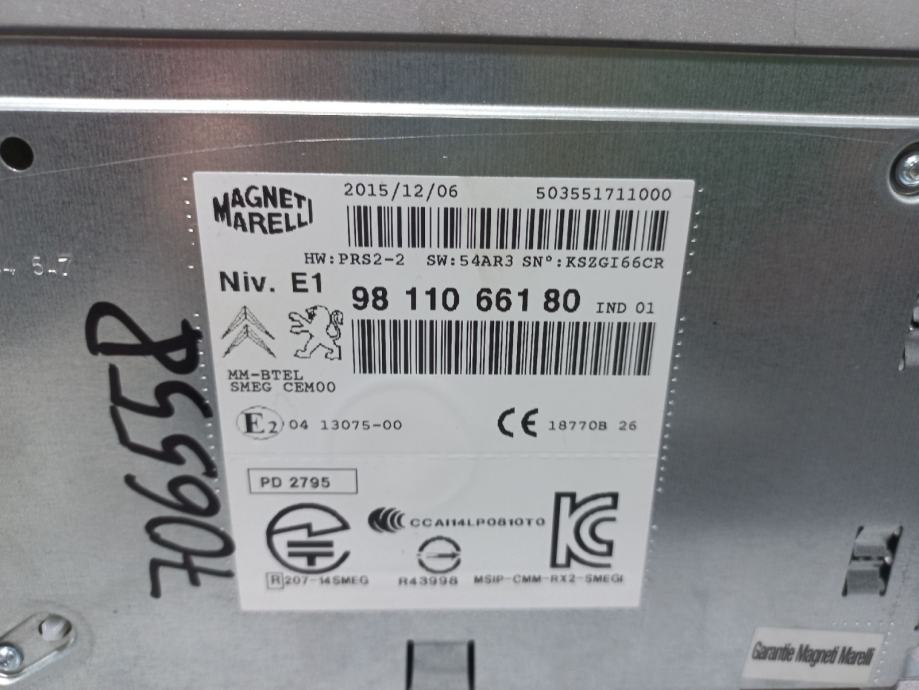 MAGNETI MARELLI
2015/12/06 503551711000
HW:PRS2-2 SW:54AR3 SN°:KSZGI66CR
Niv. E1
98 110 661 80 IND 01
MM-BTEL
SMEG CEM00
E2 04 13075-00
CE 18770B 26
PD 2795
CCAI14LP0810T0
R 207-14SMEG
R43998
MSIP-CMM-RX2-SMEGI
706558
Garantie Magneti Marelli